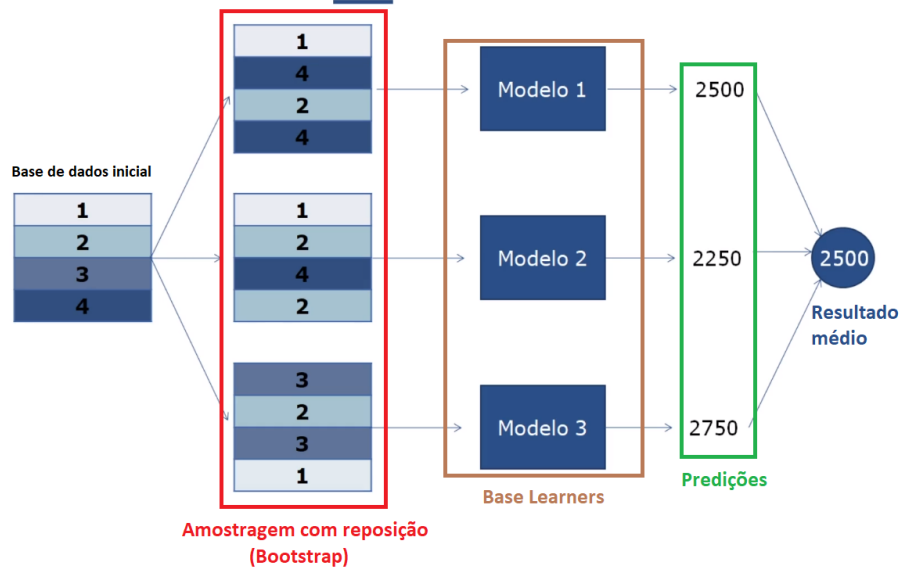 Base de dados inicial
1
2
3
4
1
4
2
4
1
2
4
2
3
2
3
1
Amostragem com reposição
(Bootstrap)
Modelo 1
Modelo 2
Modelo 3
Base Learners
2500
2250
2750
Predições
2500
Resultado
médio